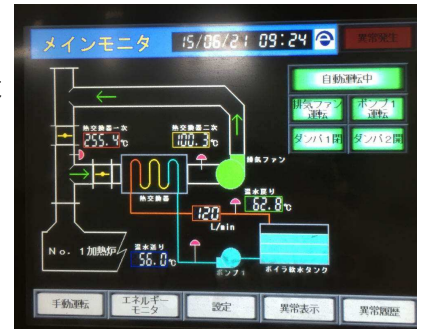 メインモニタ 15/06/21 09:24
異常発生
自動運転中
排気ファン
運転
ポンプ1
運転
ダンパ1閉
ダンパ2開
熱交換器一次
255.4℃
熱交換器二次
100.3℃
排気ファン
熱交換器
温水戻り
62.8℃
120
L/min
No.1加熱炉
温水送り
56.0℃
ポンプ1
ボイラ給水タンク
手動運転
エネルギー
モニタ
設定
異常表示
異常履歴